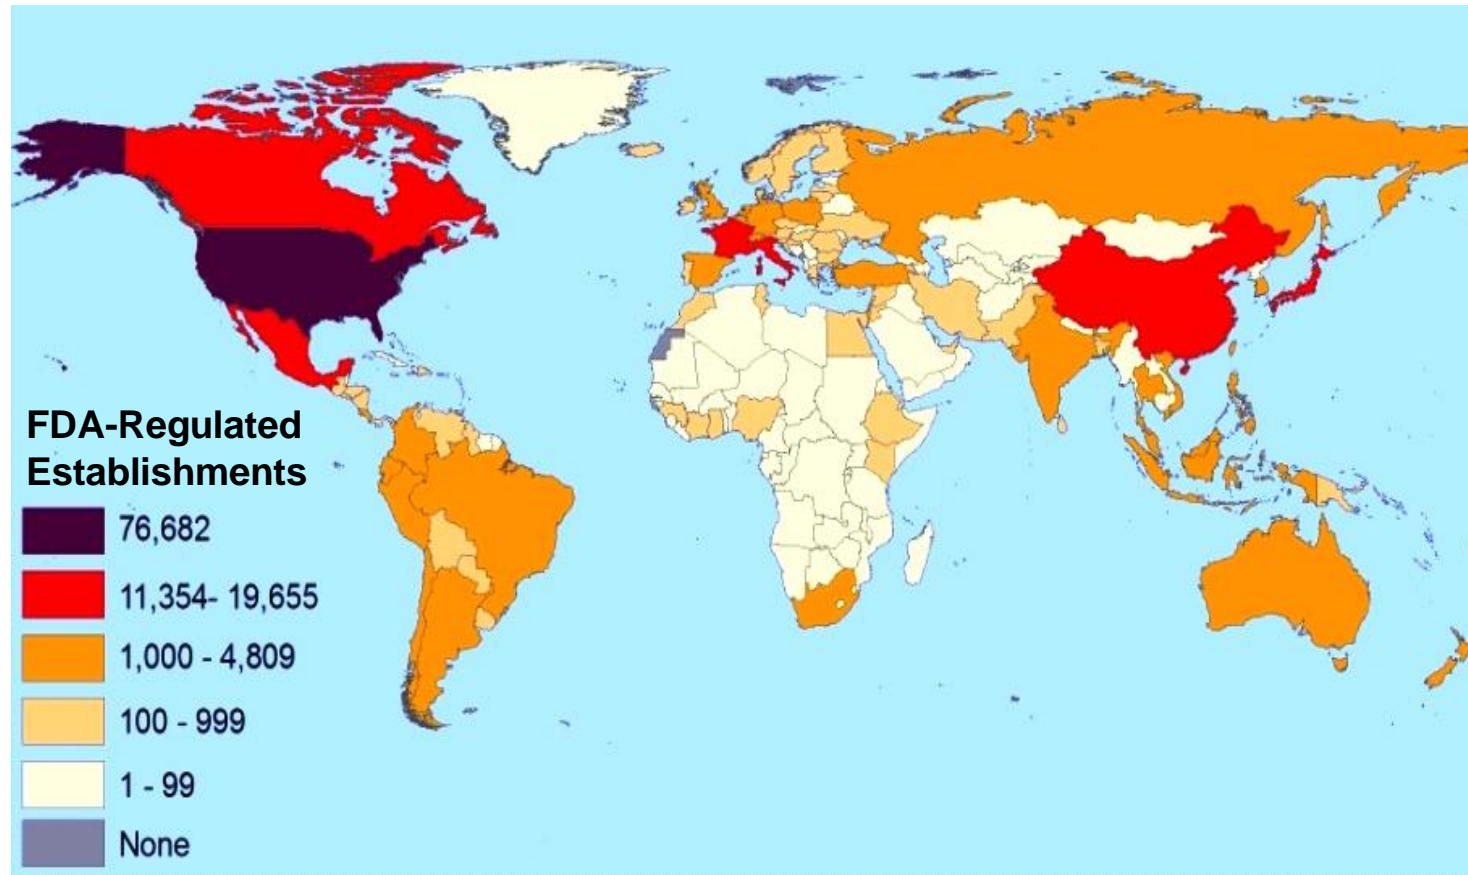 FDA-Regulated
Establishments
76,682
11,354- 19,655
1,000 - 4,809
100 - 999
1 - 99
None